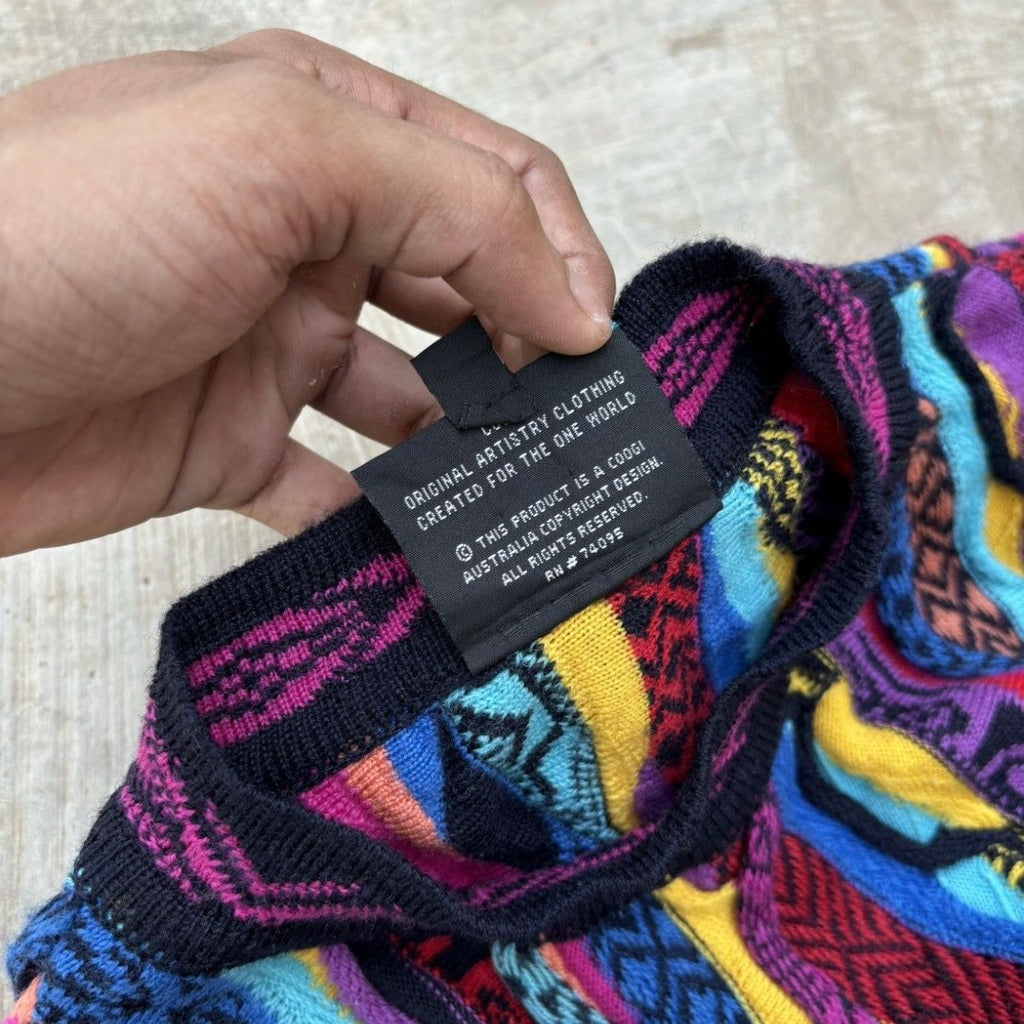 ORIGINAL ARTISTRY CLOTHING
CREATED FOR THE ONE WORLD
© THIS PRODUCT IS A COOGI
AUSTRALIA COPYRIGHT DESIGN.
ALL RIGHTS RESERVED.
RN # 74095